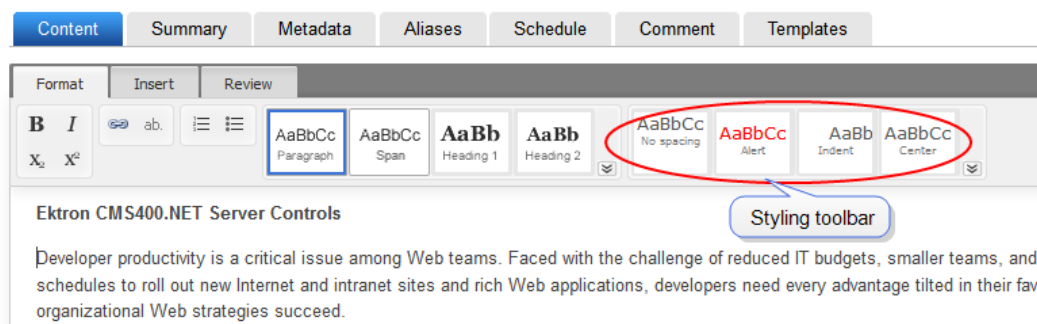 Content Summary Metadata Aliases Schedule Comment Templates
Format Insert Review
B I ab. AaBbCc AaBbCc AaBb AaBb AaBbCc AaBbCc AaBb AaBbCc
X₂ X² Paragraph Span Heading 1 Heading 2 No spacing Alert Indent Center
Styling toolbar
Ektron CMS400.NET Server Controls
Developer productivity is a critical issue among Web teams. Faced with the challenge of reduced IT budgets, smaller teams, and
schedules to roll out new Internet and intranet sites and rich Web applications, developers need every advantage tilted in their fav
organizational Web strategies succeed.